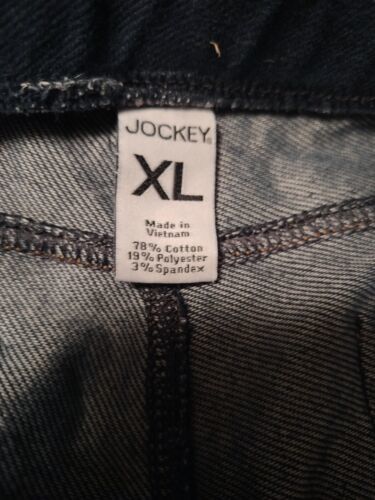 JOCKEY®
XL
Made in
Vietnam
78% Cotton
19% Polyester
3% Spandex